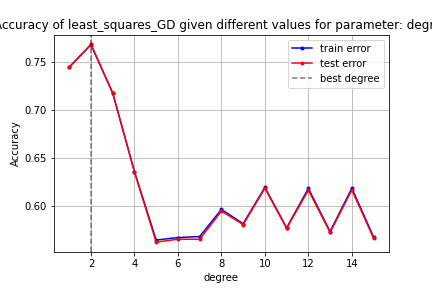 Accuracy of least_squares_GD given different values for parameter: degr
train error
test error
best degree
Accuracy
0.75
0.70
0.65
0.60
2 4 6 8 10 12 14
degree